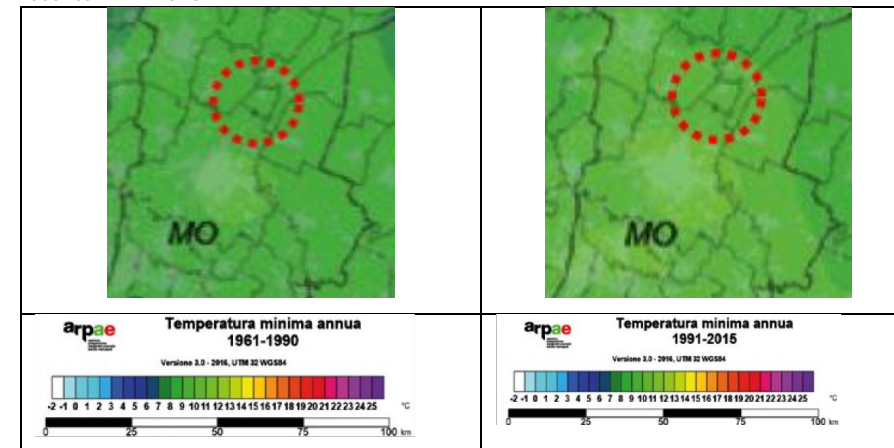 MO
MO
arpae
Temperatura minima annua
1961-1990
Versione 3.0 - 2016, UTM 32 WGS84
-2 -1 0 1 2 3 4 5 6 7 8 9 10 11 12 13 14 15 16 17 18 19 20 21 22 23 24 25 °C
0 25 50 75 100 km
arpae
Temperatura minima annua
1991-2015
Versione 3.0 - 2016, UTM 32 WGS84
-2 -1 0 1 2 3 4 5 6 7 8 9 10 11 12 13 14 15 16 17 18 19 20 21 22 23 24 25 °C
0 25 50 75 100 km